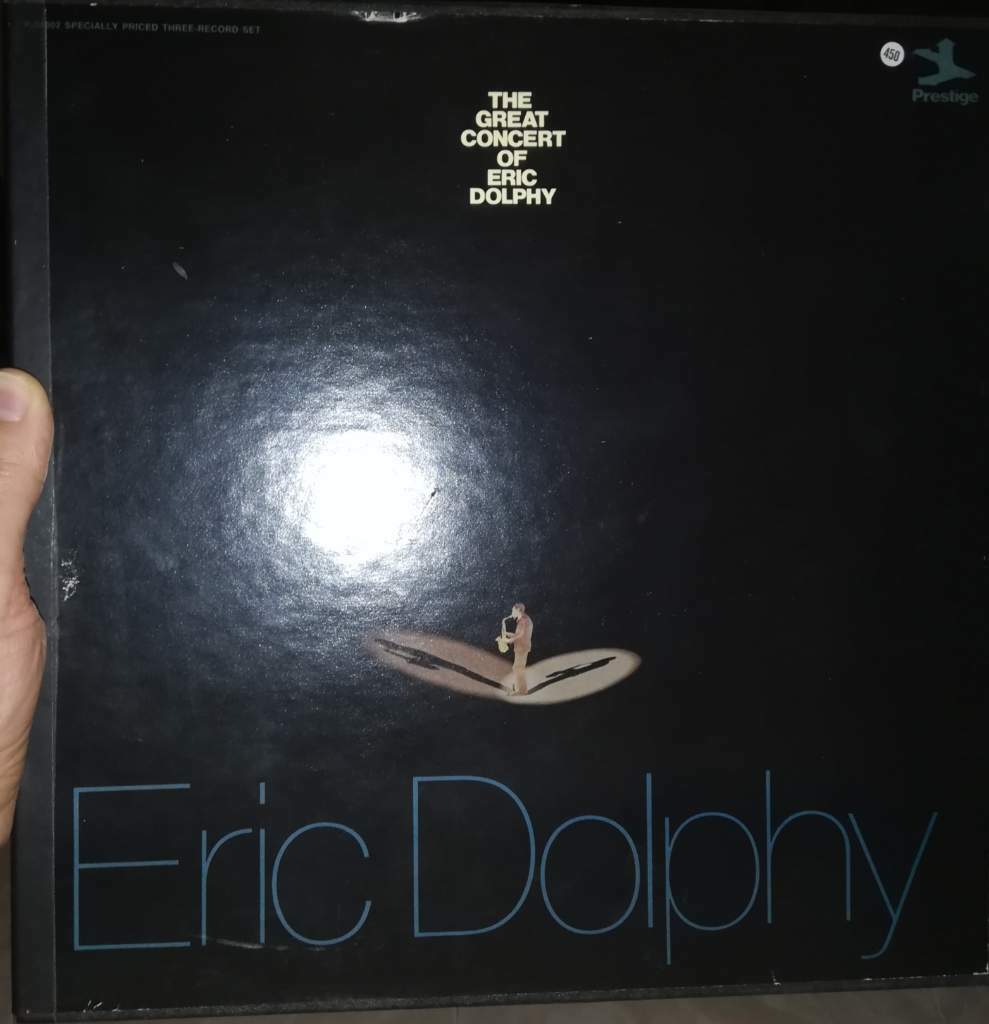 SPECIALLY PRICED THREE-RECORD SET
450
Prestige
THE
GREAT
CONCERT
OF
ERIC
DOLPHY
Eric Dolphy